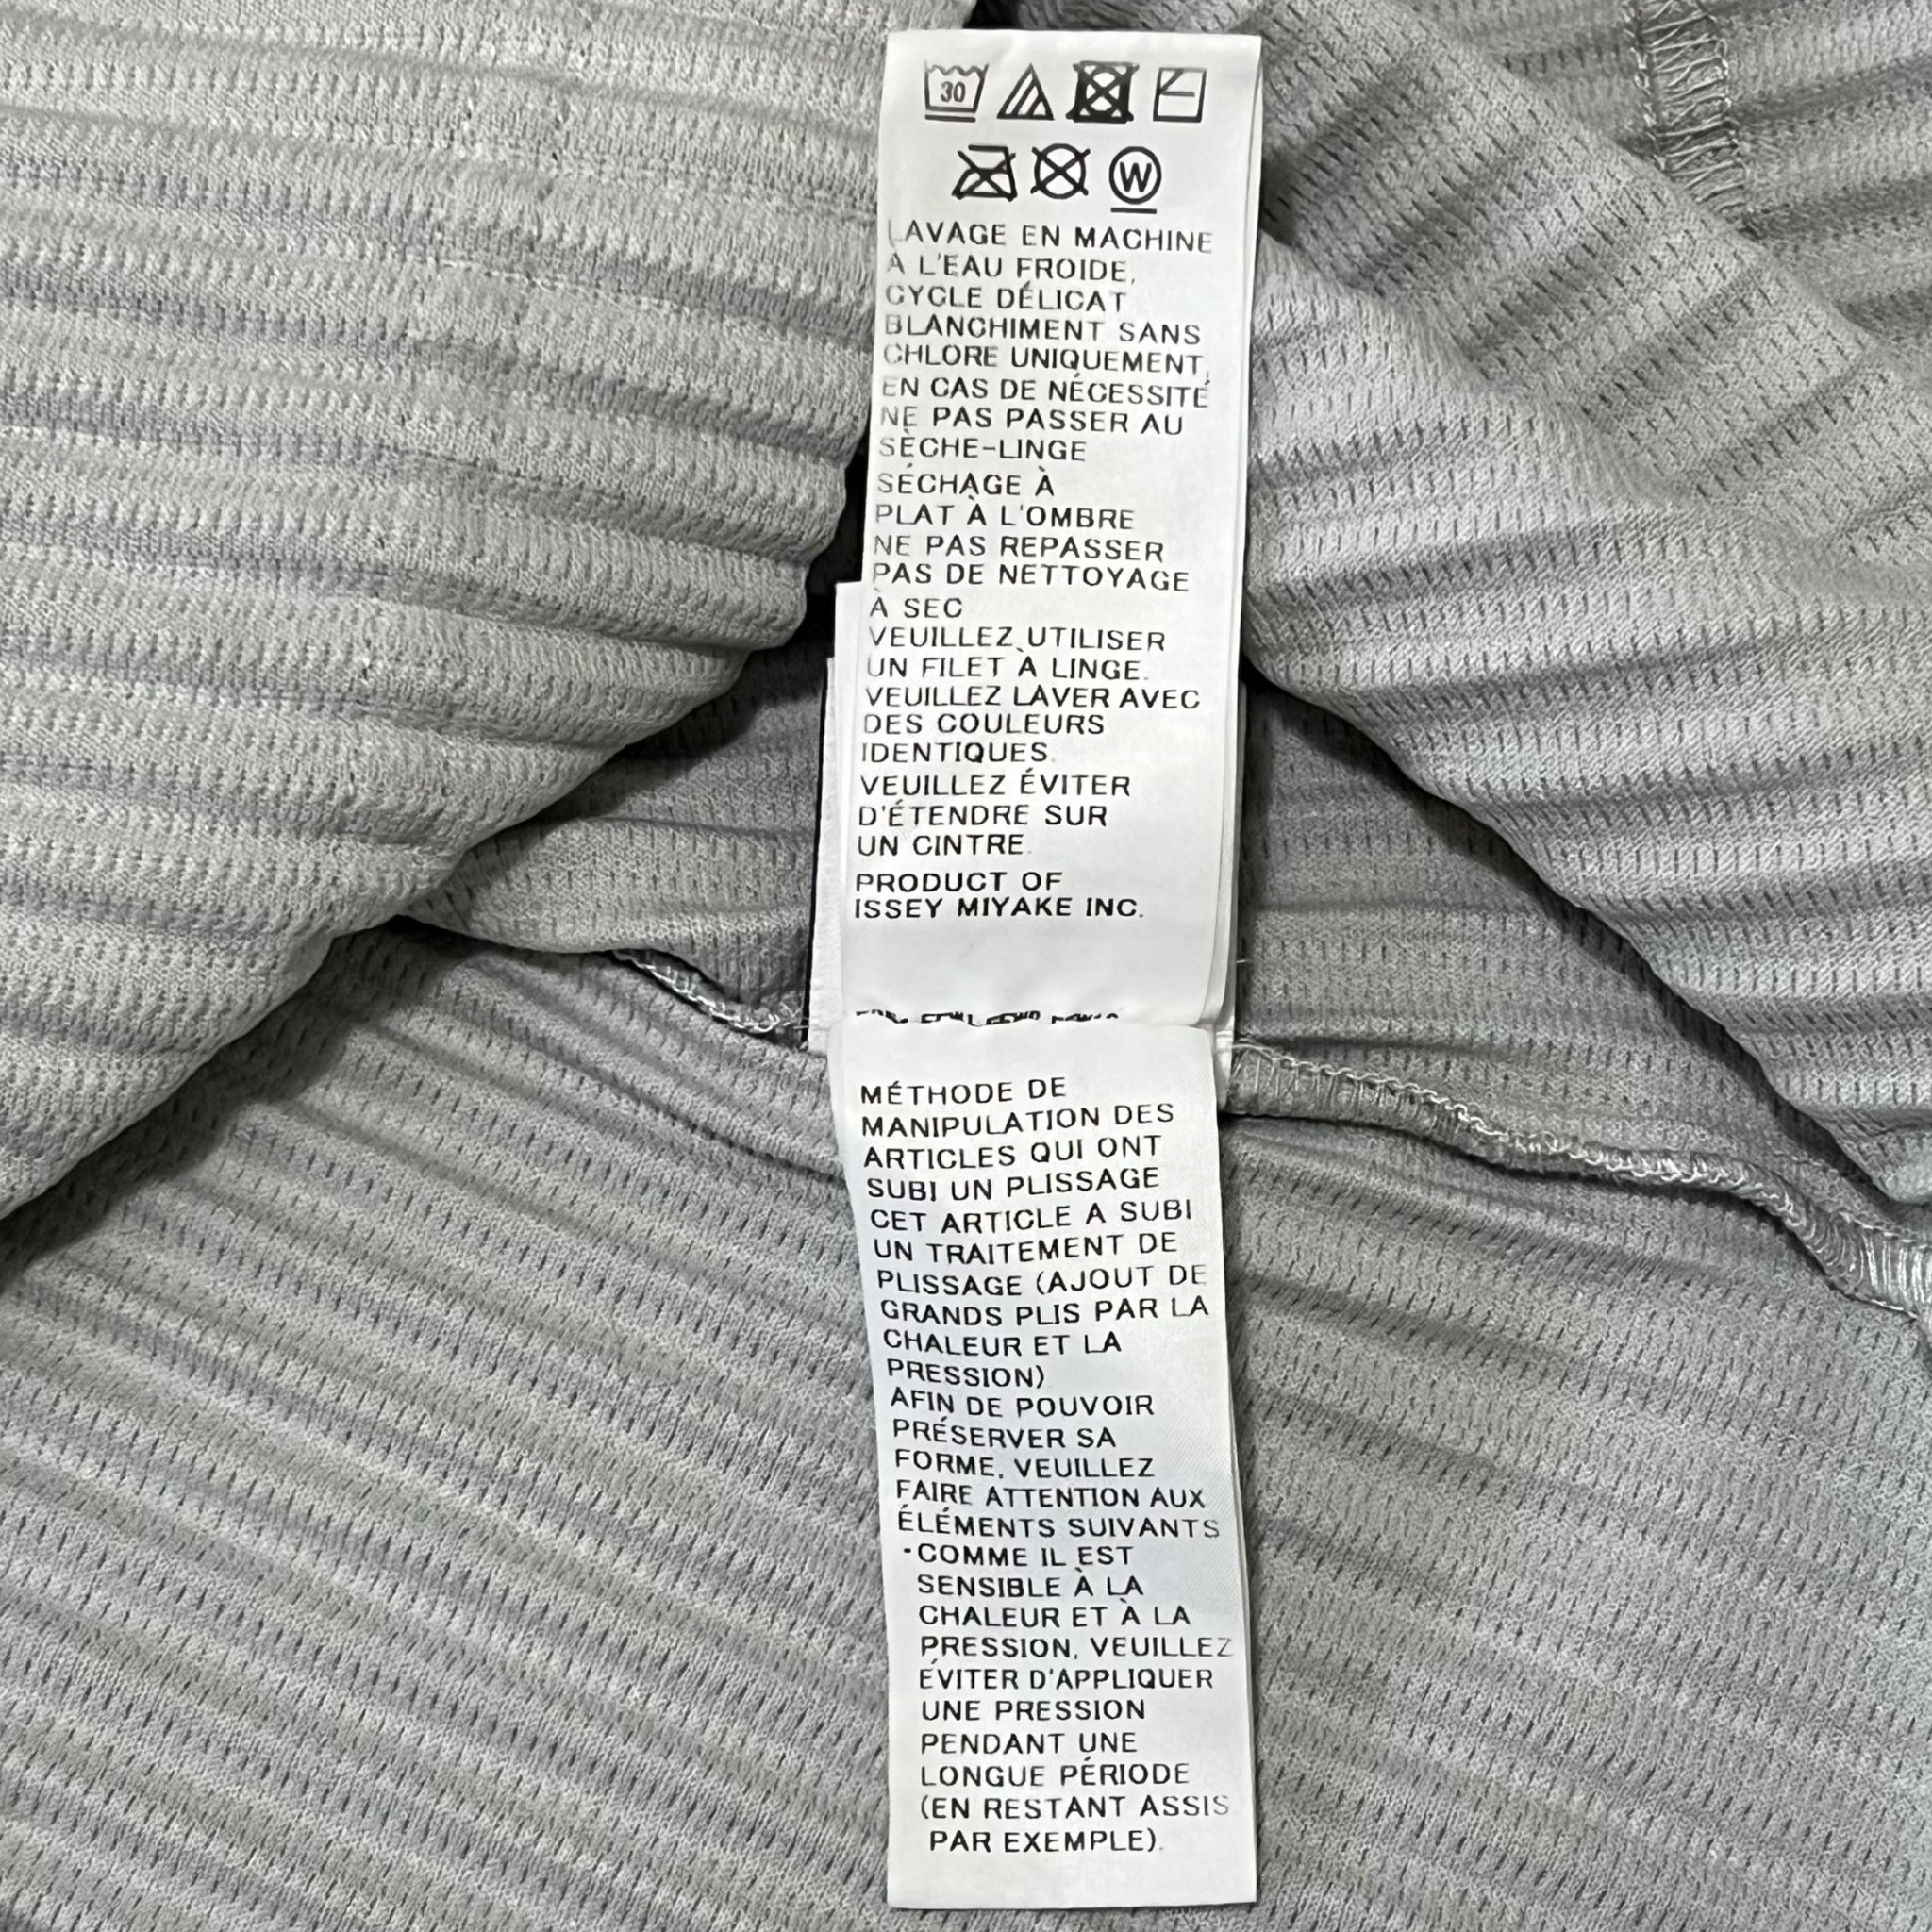 30
W
LAVAGE EN MACHINE
À L'EAU FROIDE,
CYCLE DÉLICAT
BLANCHIMENT SANS
CHLORE UNIQUEMENT,
EN CAS DE NÉCESSITÉ
NE PAS PASSER AU
SÈCHE-LINGE
SÉCHAGE À
PLAT À L'OMBRE
NE PAS REPASSER
PAS DE NETTOYAGE
À SEC
VEUILLEZ UTILISER
UN FILET À LINGE.
VEUILLEZ LAVER AVEC
DES COULEURS
IDENTIQUES.
VEUILLEZ ÉVITER
D'ÉTENDRE SUR
UN CINTRE.
PRODUCT OF
ISSEY MIYAKE INC.
MÉTHODE DE
MANIPULATION DES
ARTICLES QUI ONT
SUBI UN PLISSAGE
CET ARTICLE A SUBI
UN TRAITEMENT DE
PLISSAGE (AJOUT DE
GRANDS PLIS PAR LA
CHALEUR ET LA
PRESSION)
AFIN DE POUVOIR
PRÉSERVER SA
FORME, VEUILLEZ
FAIRE ATTENTION AUX
ÉLÉMENTS SUIVANTS
·COMME IL EST
SENSIBLE À LA
CHALEUR ET À LA
PRESSION, VEUILLEZ
ÉVITER D'APPLIQUER
UNE PRESSION
PENDANT UNE
LONGUE PÉRIODE
(EN RESTANT ASSIS
PAR EXEMPLE).